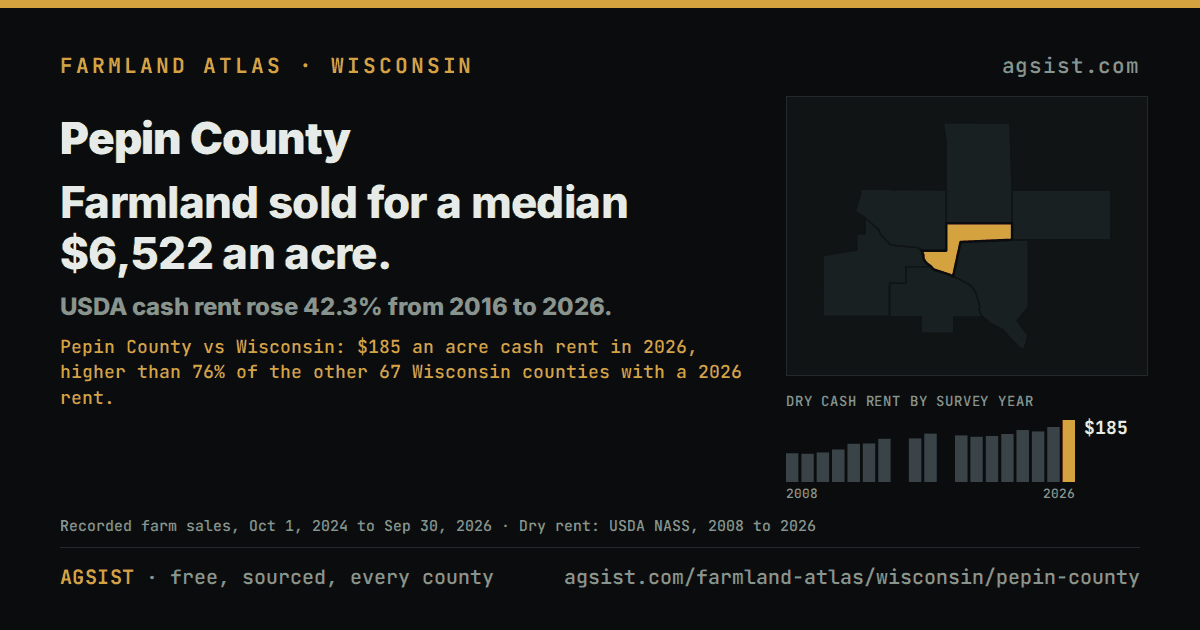 FARMLAND ATLAS · WISCONSIN
agsist.com
Pepin County
Farmland sold for a median
$6,522 an acre.
USDA cash rent rose 42.3% from 2016 to 2026.
Pepin County vs Wisconsin: $185 an acre cash rent in 2026,
higher than 76% of the other 67 Wisconsin counties with a 2026
rent.
DRY CASH RENT BY SURVEY YEAR
$185
2008
2026
Recorded farm sales, Oct 1, 2024 to Sep 30, 2026 · Dry rent: USDA NASS, 2008 to 2026
AGSIST · free, sourced, every county
agsist.com/farmland-atlas/wisconsin/pepin-county